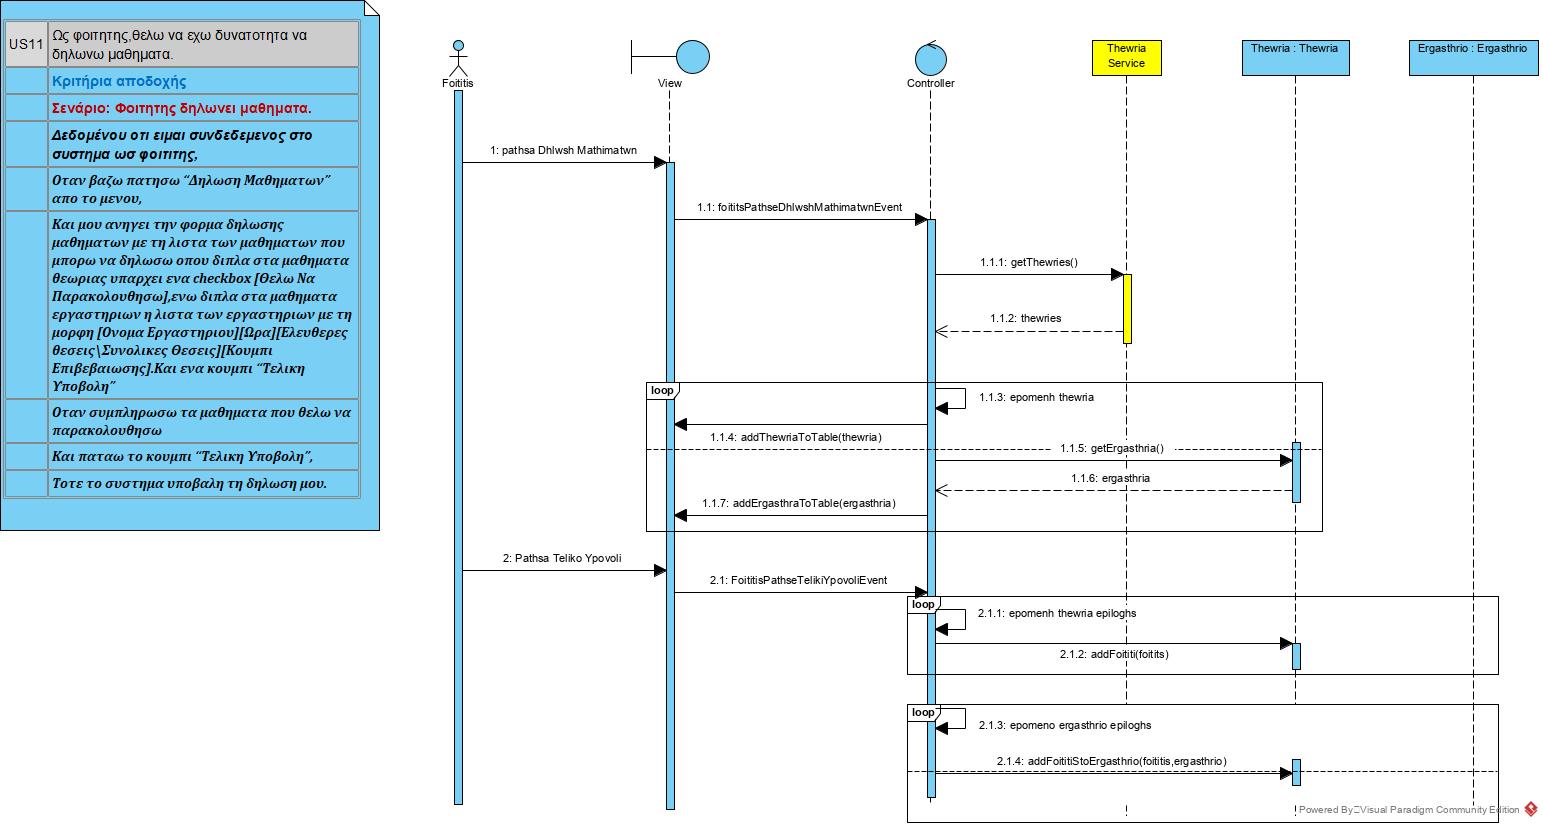 US11
Ως φοιτητης,θελω να εχω δυνατοτητα να
δηλωνω μαθηματα.
Κριτήρια αποδοχής
Σενάριο: Φοιτητης δηλωνει μαθηματα.
Δεδομένου οτι ειμαι συνδεδεμενος στο
συστημα ωσ φοιτιτης,
Οταν βαζω πατησω “Δηλωση Μαθηματων”
απο το μενου,
Και μου ανηγει την φορμα δηλωσης
μαθηματων με τη λιστα των μαθηματων που
μπορω να δηλωσω οπου διπλα στα μαθηματα
θεωριας υπαρχει ενα checkbox [Θελω Να
Παρακολουθησω],ενω διπλα στα μαθηματα
εργαστηριων η λιστα των εργαστηριων με τη
μορφη [Ονομα Εργαστηριου][Ωρα][Ελευθερες
θεσεις\Συνολικες Θεσεις][Κουμπι
Επιβεβαιωσης].Και ενα κουμπι “Τελικη
Υποβολη”
Οταν συμπληρωσω τα μαθηματα που θελω να
παρακολουθησω
Και παταω το κουμπι “Τελικη Υποβολη”,
Τοτε το συστημα υποβαλη τη δηλωση μου.
Foititis
View
Controller
Thewria
Service
Thewria : Thewria
Ergasthrio : Ergasthrio
1: pathsa Dhlwsh Mathimatwn
1.1: foititsPathseDhlwshMathimatwnEvent
1.1.1: getThewries()
1.1.2: thewries
loop
1.1.3: epomenh thewria
1.1.4: addThewriaToTable(thewria)
1.1.5: getErgasthria()
1.1.6: ergasthria
1.1.7: addErgasthraToTable(ergasthria)
2: Pathsa Teliko Ypovoli
2.1: FoititisPathseTelikiYpovoliEvent
loop
2.1.1: epomenh thewria epiloghs
2.1.2: addFoititi(foitits)
loop
2.1.3: epomeno ergasthrio epiloghs
2.1.4: addFoititiStoErgasthrio(foititis,ergasthrio)
Powered By Visual Paradigm Community Edition